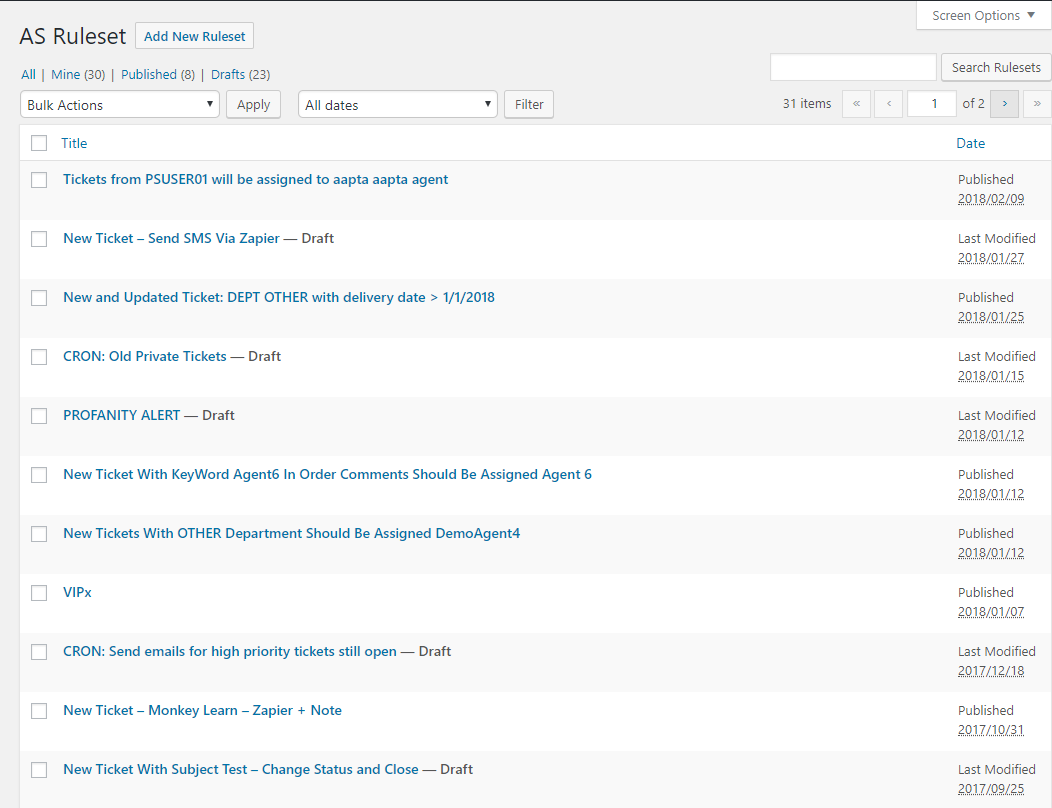 Screen Options ▼
AS Ruleset Add New Ruleset
All | Mine (30) | Published (8) | Drafts (23)
Search Rulesets
Bulk Actions Apply All dates Filter 31 items « ‹ 1 of 2 › »
Title Date
Tickets from PSUSER01 will be assigned to aapta aapta agent Published
2018/02/09
New Ticket – Send SMS Via Zapier — Draft Last Modified
2018/01/27
New and Updated Ticket: DEPT OTHER with delivery date > 1/1/2018 Published
2018/01/25
CRON: Old Private Tickets — Draft Last Modified
2018/01/15
PROFANITY ALERT — Draft Last Modified
2018/01/12
New Ticket With KeyWord Agent6 In Order Comments Should Be Assigned Agent 6 Published
2018/01/12
New Tickets With OTHER Department Should Be Assigned DemoAgent4 Published
2018/01/12
VIPx Published
2018/01/07
CRON: Send emails for high priority tickets still open — Draft Last Modified
2017/12/18
New Ticket – Monkey Learn – Zapier + Note Published
2017/10/31
New Ticket With Subject Test – Change Status and Close — Draft Last Modified
2017/09/25